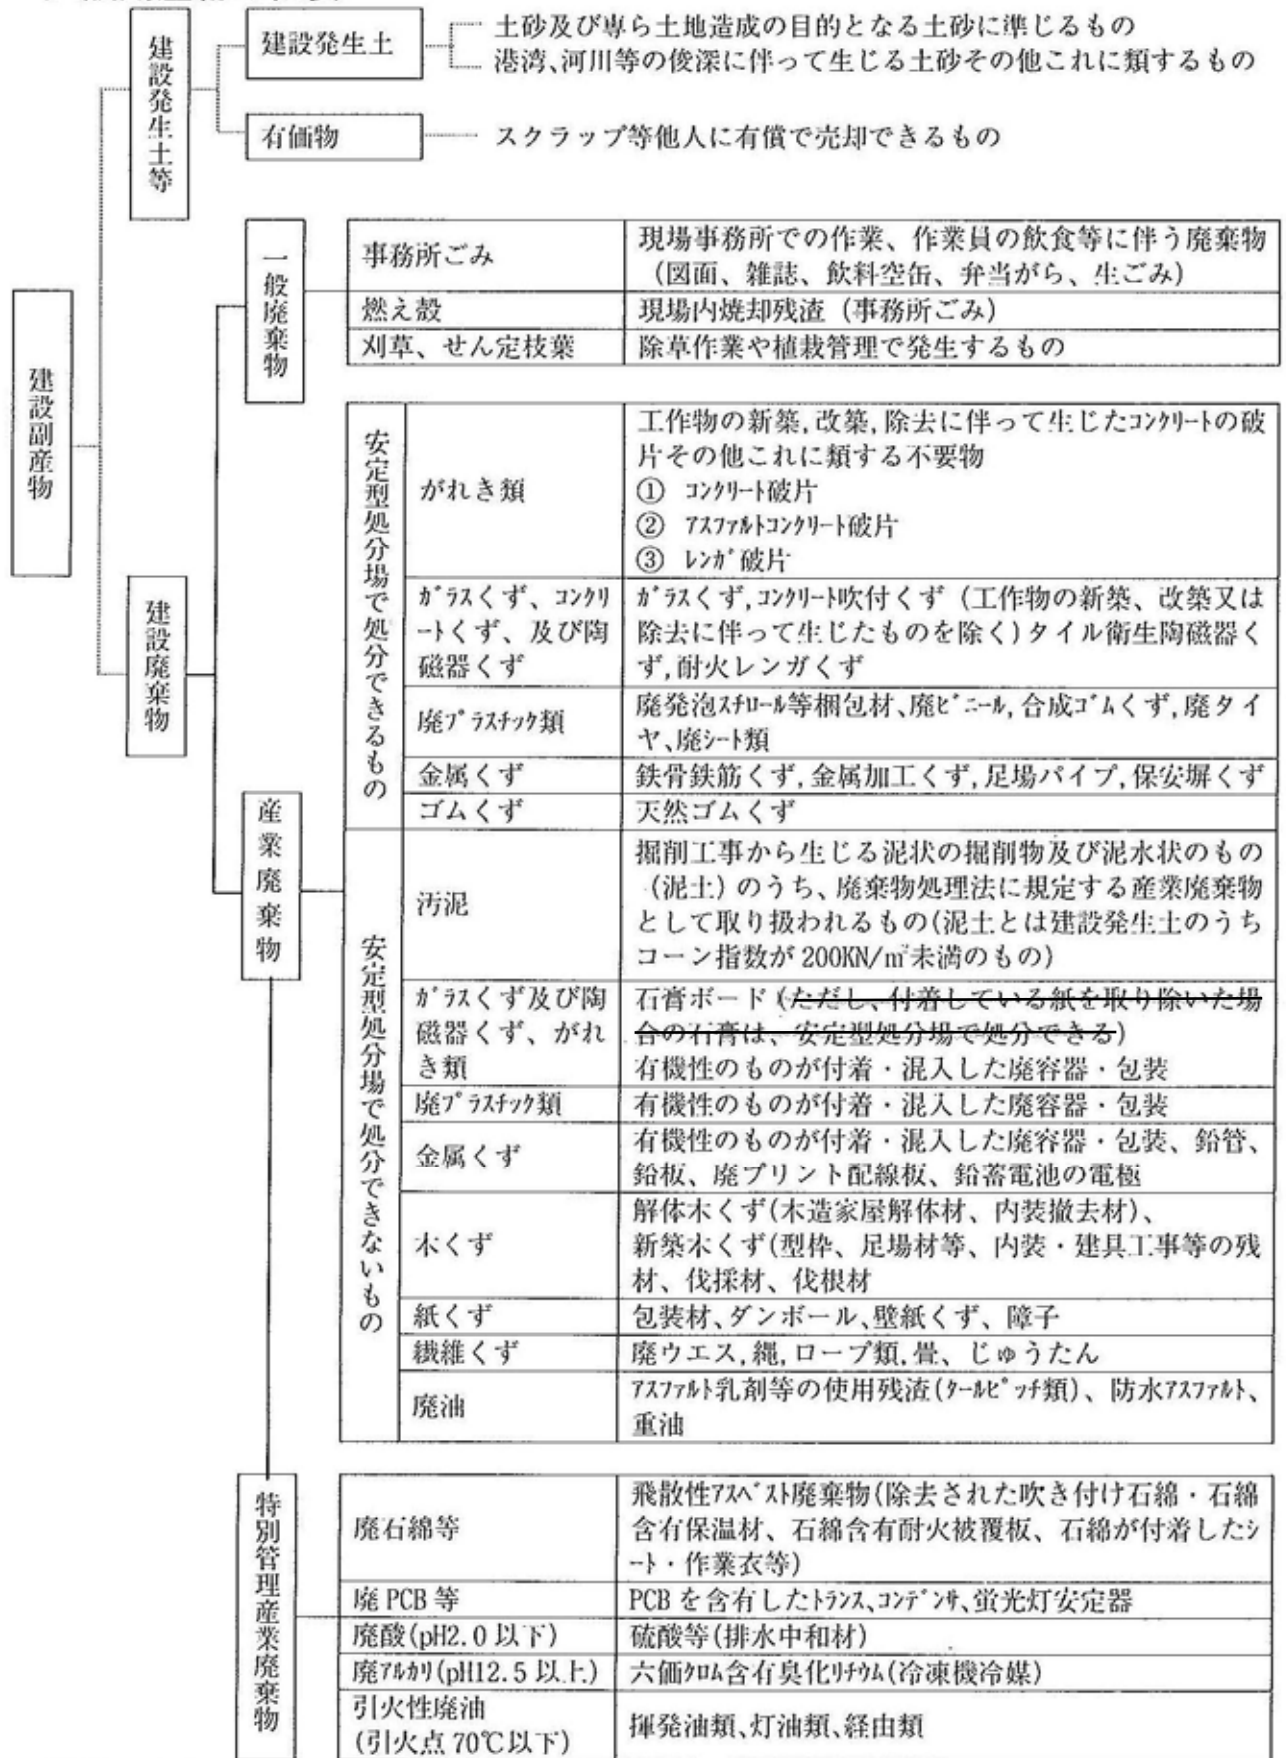 建設副産物
建設発生土等
建設発生土
土砂及び専ら土地造成の目的となる土砂に準じるもの
港湾、河川等の俊深に伴って生じる土砂その他これに類するもの
有価物
スクラップ等他人に有償で売却できるもの
建設廃棄物
一般廃棄物
事務所ごみ
現場事務所での作業、作業員の飲食等に伴う廃棄物
(図面、雑誌、飲料空缶、弁当がら、生ごみ)
燃え殻
現場内焼却残渣(事務所ごみ)
刈草、せん定枝葉
除草作業や植栽管理で発生するもの
産業廃棄物
安定型処分場で処分できるもの
がれき類
工作物の新築,改築,除去に伴って生じたコンクリートの破
片その他これに類する不要物
① コンクリート破片
② アスファルトコンクリート破片
③ レンガ破片
ガラスくず、コンクリ
ートくず、及び陶
磁器くず
ガラスくず,コンクリート吹付くず(工作物の新築、改築又は
除去に伴って生じたものを除く)タイル衛生陶磁器く
ず,耐火レンガくず
廃プラスチック類
廃発泡スチロール等梱包材、廃ビニール,合成ゴムくず,廃タイ
ヤ、廃シート類
金属くず
鉄骨鉄筋くず,金属加工くず,足場パイプ,保安塀くず
ゴムくず
天然ゴムくず
安定型処分場で処分できないもの
汚泥
掘削工事から生じる泥状の掘削物及び泥水状のもの
(泥土)のうち、廃棄物処理法に規定する産業廃棄物
として取り扱われるもの(泥土とは建設発生土のうち
コーン指数が200KN/㎡未満のもの)
ガラスくず及び陶
磁器くず、がれ
き類
石膏ボード(ただし、付着している紙を取り除いた場
合の石膏は、安定型処分場で処分できる)
有機性のものが付着・混入した廃容器・包装
廃プラスチック類
有機性のものが付着・混入した廃容器・包装
金属くず
有機性のものが付着・混入した廃容器・包装、鉛管、
鉛板、廃プリント配線板、鉛蓄電池の電極
木くず
解体木くず(木造家屋解体材、内装撤去材)、
新築木くず(型枠、足場材等、内装・建具工事等の残
材、伐採材、伐根材
紙くず
包装材、ダンボール、壁紙くず、障子
繊維くず
廃ウエス,縄,ロープ類,畳、じゅうたん
廃油
アスファルト乳剤等の使用残渣(タールピッチ類)、防水アスファルト、
重油
特別管理産業廃棄物
廃石綿等
飛散性アスベスト廃棄物(除去された吹き付け石綿・石綿
含有保温材、石綿含有耐火被覆板、石綿が付着したシ
ート・作業衣等)
廃PCB等
PCBを含有したトランス、コンデンサ、蛍光灯安定器
廃酸(pH2.0以下)
硫酸等(排水中和材)
廃アルカリ(pH12.5以上)
六価クロム含有臭化リチウム(冷凍機冷媒)
引火性廃油
(引火点70℃以下)
揮発油類、灯油類、経由類